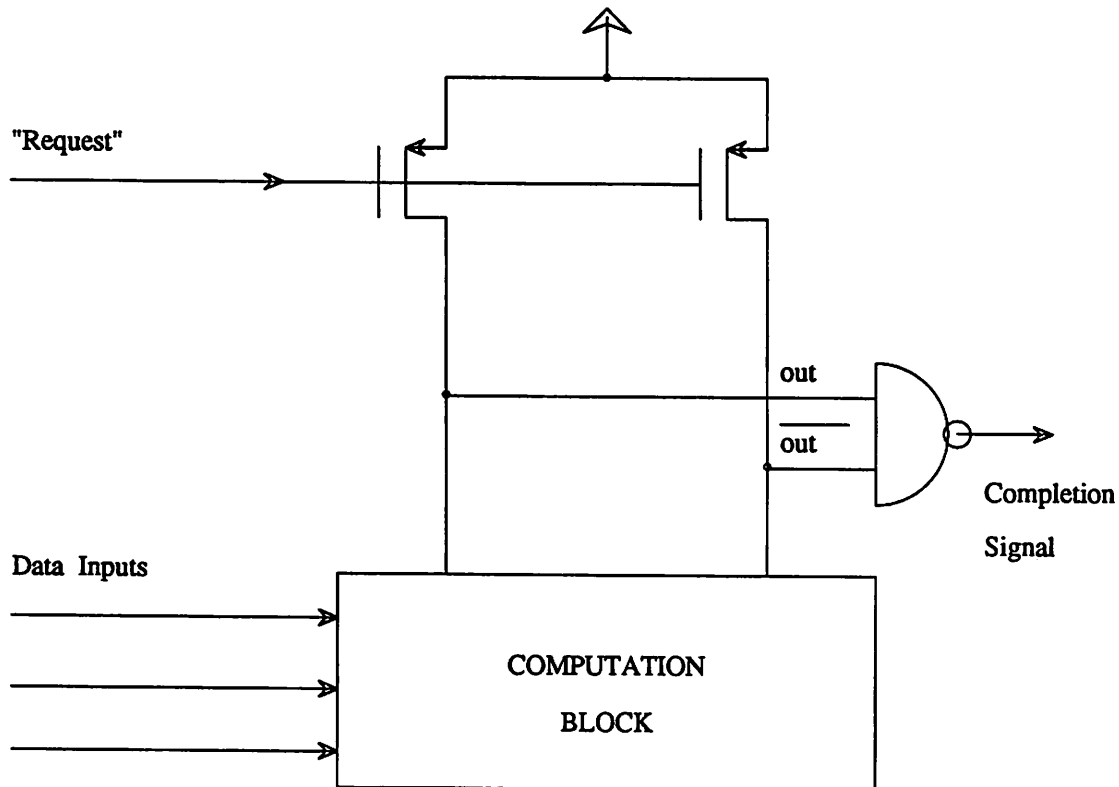 "Request"
out
out
Completion
Signal
Data Inputs
COMPUTATION
BLOCK